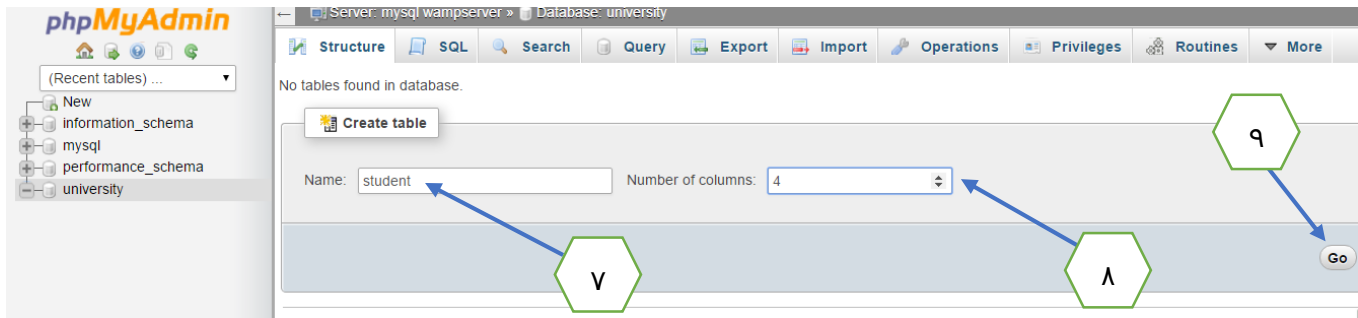 phpMyAdmin
(Recent tables) ...
New
information_schema
mysql
performance_schema
university
Server: mysql wampserver » Database: university
Structure SQL Search Query Export Import Operations Privileges Routines More
No tables found in database.
Create table
Name: student Number of columns: 4
Go
٧
٨
٩